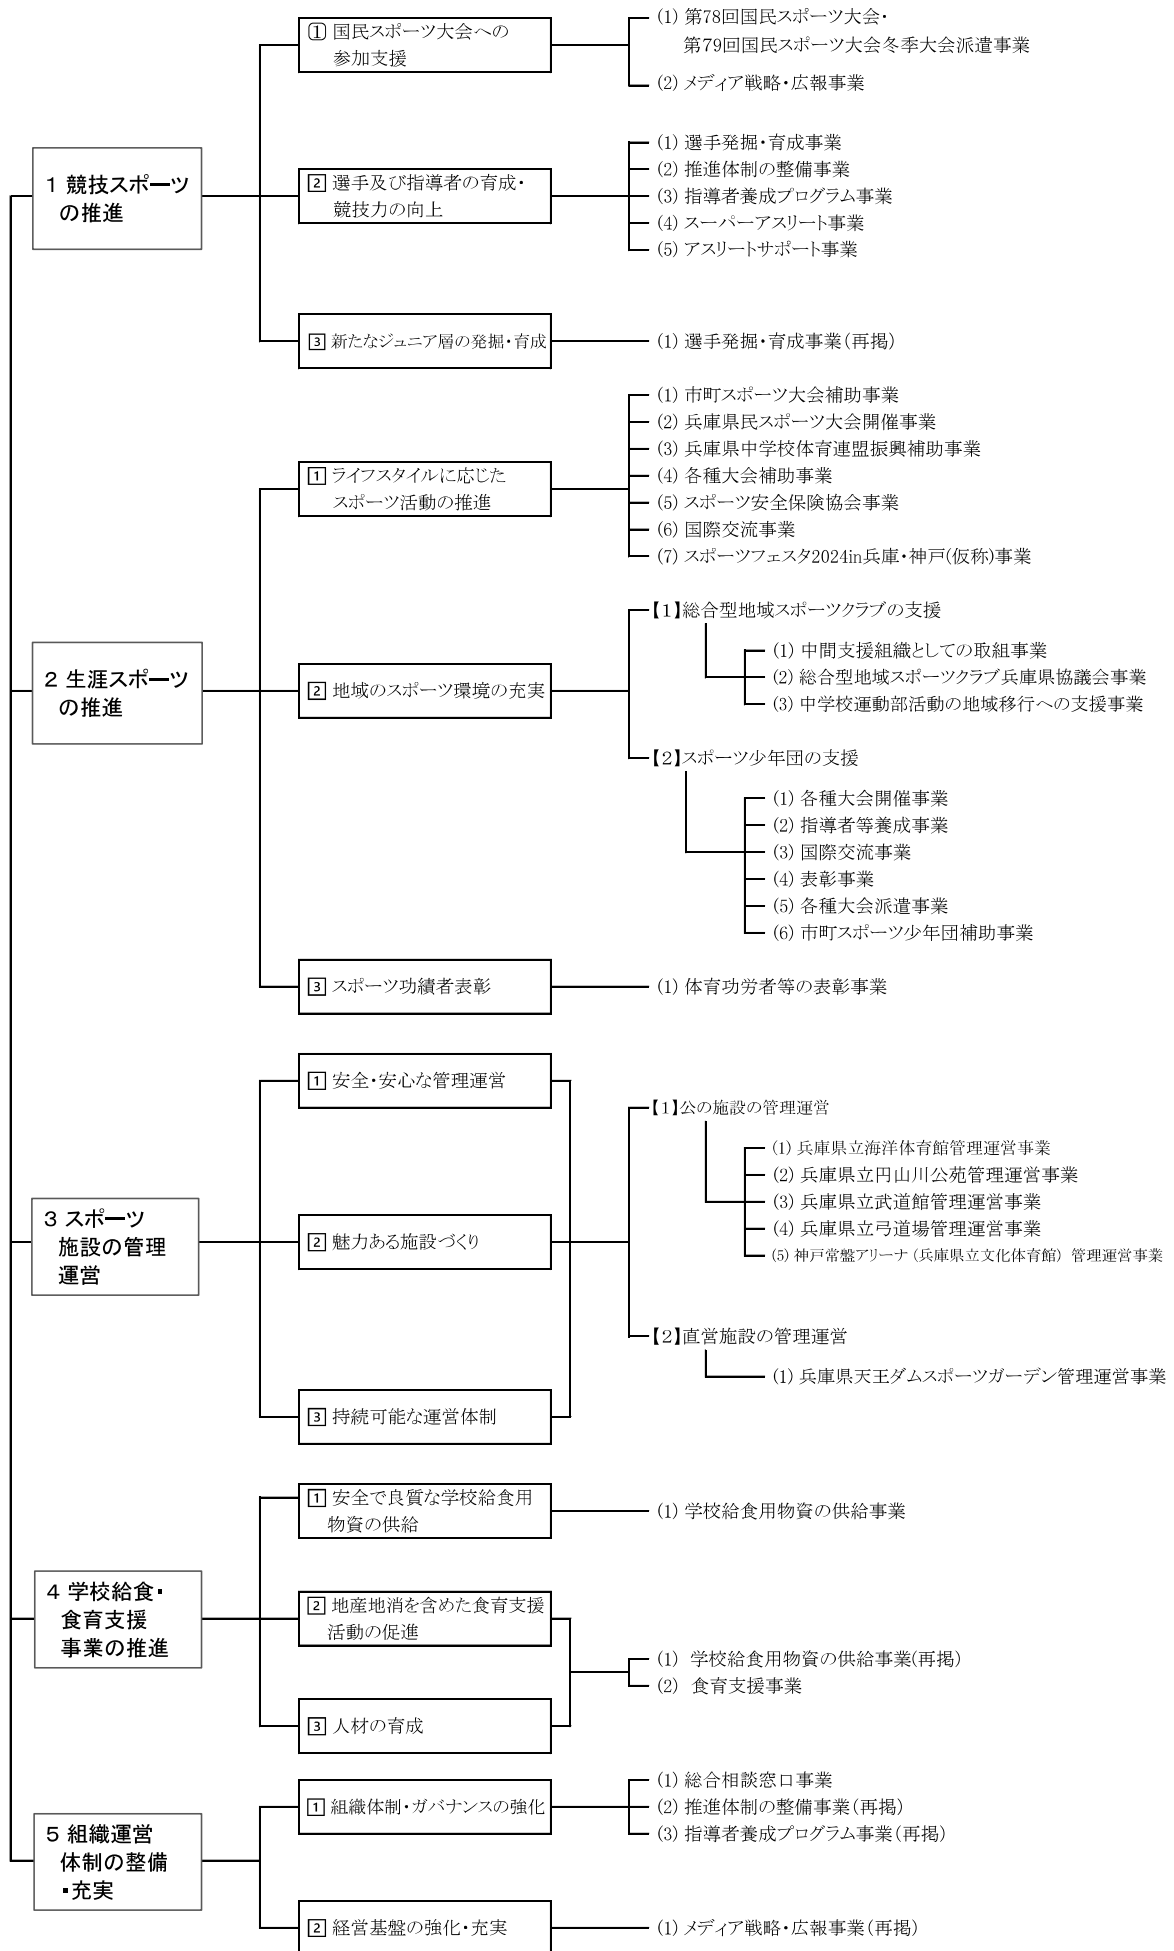 1 競技スポーツ
の推進
1 国民スポーツ大会への
参加支援
(1) 第78回国民スポーツ大会・
第79回国民スポーツ大会冬季大会派遣事業
(2) メディア戦略・広報事業
2 選手及び指導者の育成・
競技力の向上
(1) 選手発掘・育成事業
(2) 推進体制の整備事業
(3) 指導者養成プログラム事業
(4) スーパーアスリート事業
(5) アスリートサポート事業
3 新たなジュニア層の発掘・育成
(1) 選手発掘・育成事業(再掲)
2 生涯スポーツ
の推進
1 ライフスタイルに応じた
スポーツ活動の推進
(1) 市町スポーツ大会補助事業
(2) 兵庫県民スポーツ大会開催事業
(3) 兵庫県中学校体育連盟振興補助事業
(4) 各種大会補助事業
(5) スポーツ安全保険協会事業
(6) 国際交流事業
(7) スポーツフェスタ2024in兵庫・神戸(仮称)事業
2 地域のスポーツ環境の充実
【1】総合型地域スポーツクラブの支援
(1) 中間支援組織としての取組事業
(2) 総合型地域スポーツクラブ兵庫県協議会事業
(3) 中学校運動部活動の地域移行への支援事業
【2】スポーツ少年団の支援
(1) 各種大会開催事業
(2) 指導者等養成事業
(3) 国際交流事業
(4) 表彰事業
(5) 各種大会派遣事業
(6) 市町スポーツ少年団補助事業
3 スポーツ功績者表彰
(1) 体育功労者等の表彰事業
3 スポーツ
施設の管理
運営
1 安全・安心な管理運営
2 魅力ある施設づくり
3 持続可能な運営体制
【1】公の施設の管理運営
(1) 兵庫県立海洋体育館管理運営事業
(2) 兵庫県立円山川公苑管理運営事業
(3) 兵庫県立武道館管理運営事業
(4) 兵庫県立弓道場管理運営事業
(5) 神戸常盤アリーナ(兵庫県立文化体育館) 管理運営事業
【2】直営施設の管理運営
(1) 兵庫県天王ダムスポーツガーデン管理運営事業
4 学校給食・
食育支援
事業の推進
1 安全で良質な学校給食用
物資の供給
(1) 学校給食用物資の供給事業
2 地産地消を含めた食育支援
活動の促進
3 人材の育成
(1) 学校給食用物資の供給事業(再掲)
(2) 食育支援事業
5 組織運営
体制の整備
・充実
1 組織体制・ガバナンスの強化
(1) 総合相談窓口事業
(2) 推進体制の整備事業(再掲)
(3) 指導者養成プログラム事業(再掲)
2 経営基盤の強化・充実
(1) メディア戦略・広報事業(再掲)